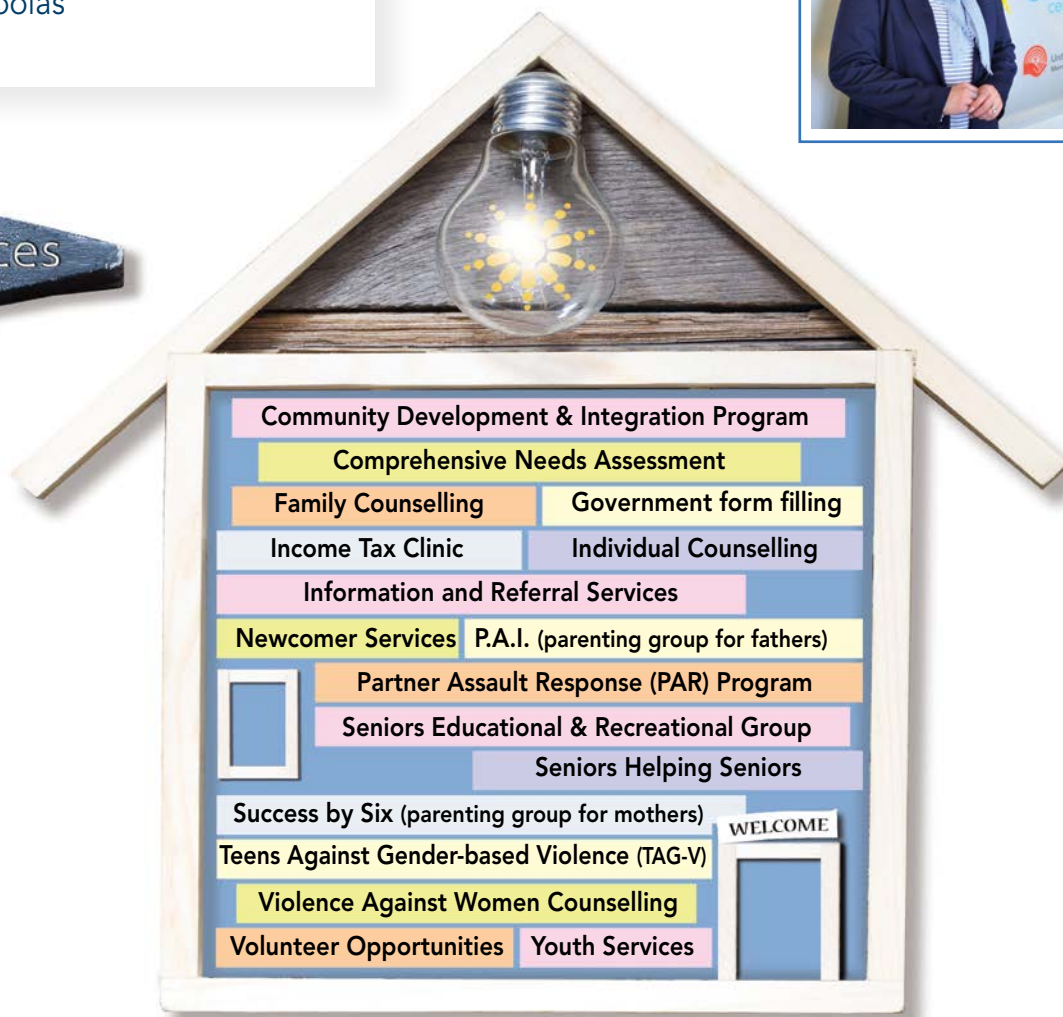 Community Development & Integration Program
Comprehensive Needs Assessment
Family Counselling Government form filling
Income Tax Clinic Individual Counselling
Information and Referral Services
Newcomer Services P.A.I. (parenting group for fathers)
Partner Assault Response (PAR) Program
Seniors Educational & Recreational Group
Seniors Helping Seniors
Success by Six (parenting group for mothers)
WELCOME
Teens Against Gender-based Violence (TAG-V)
Violence Against Women Counselling
Volunteer Opportunities Youth Services